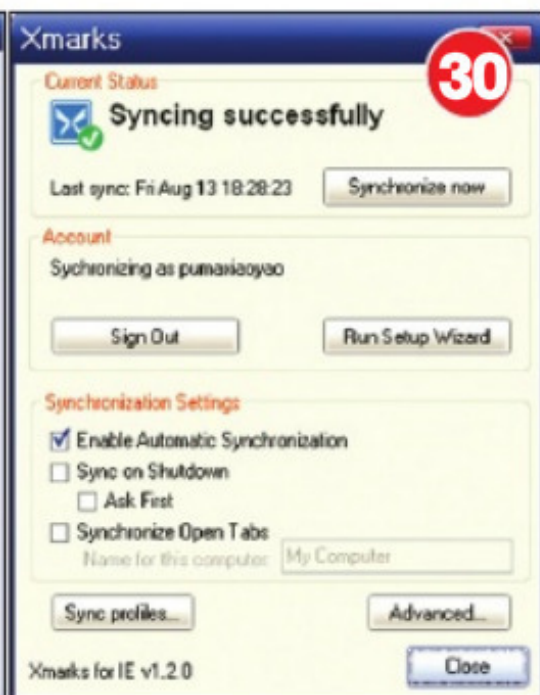 Xmarks
30
Current Status
Syncing successfully
Last sync: Fri Aug 13 18:28:23
Synchronize now
Account
Sychronizing as pumaxiaoyao
Sign Out
Run Setup Wizard
Synchronization Settings
Enable Automatic Synchronization
Sync on Shutdown
Ask First
Synchronize Open Tabs
Name for this computer: My Computer
Sync profiles...
Advanced...
Xmarks for IE v1.2.0
Close